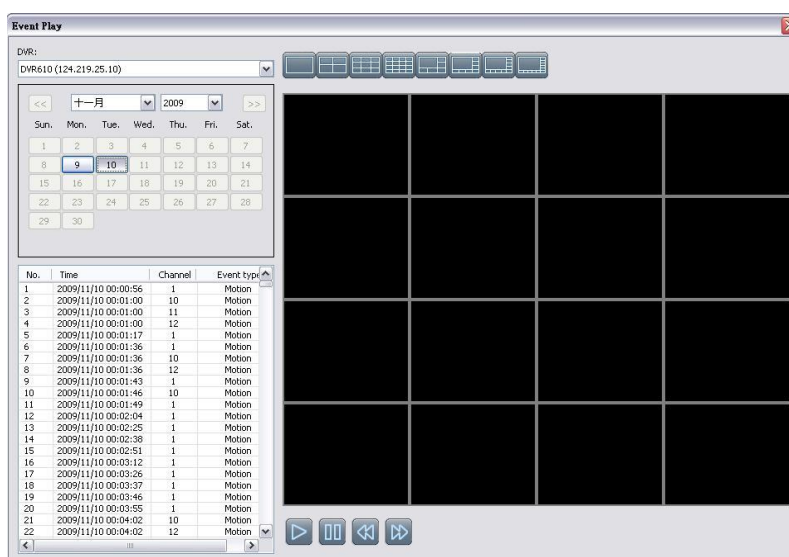 Event Play
DVR:
DVR610 (124.219.25.10)
<< 十一月 2009 >>
Sun. Mon. Tue. Wed. Thu. Fri. Sat.
1 2 3 4 5 6 7
8 9 10 11 12 13 14
15 16 17 18 19 20 21
22 23 24 25 26 27 28
29 30
No. Time Channel Event type
1 2009/11/10 00:00:56 1 Motion
2 2009/11/10 00:01:00 10 Motion
3 2009/11/10 00:01:00 11 Motion
4 2009/11/10 00:01:00 12 Motion
5 2009/11/10 00:01:17 1 Motion
6 2009/11/10 00:01:36 1 Motion
7 2009/11/10 00:01:36 10 Motion
8 2009/11/10 00:01:36 12 Motion
9 2009/11/10 00:01:43 1 Motion
10 2009/11/10 00:01:46 10 Motion
11 2009/11/10 00:01:49 1 Motion
12 2009/11/10 00:02:04 1 Motion
13 2009/11/10 00:02:25 1 Motion
14 2009/11/10 00:02:38 1 Motion
15 2009/11/10 00:02:51 1 Motion
16 2009/11/10 00:03:12 1 Motion
17 2009/11/10 00:03:26 1 Motion
18 2009/11/10 00:03:37 1 Motion
19 2009/11/10 00:03:46 1 Motion
20 2009/11/10 00:03:55 1 Motion
21 2009/11/10 00:04:02 10 Motion
22 2009/11/10 00:04:02 12 Motion